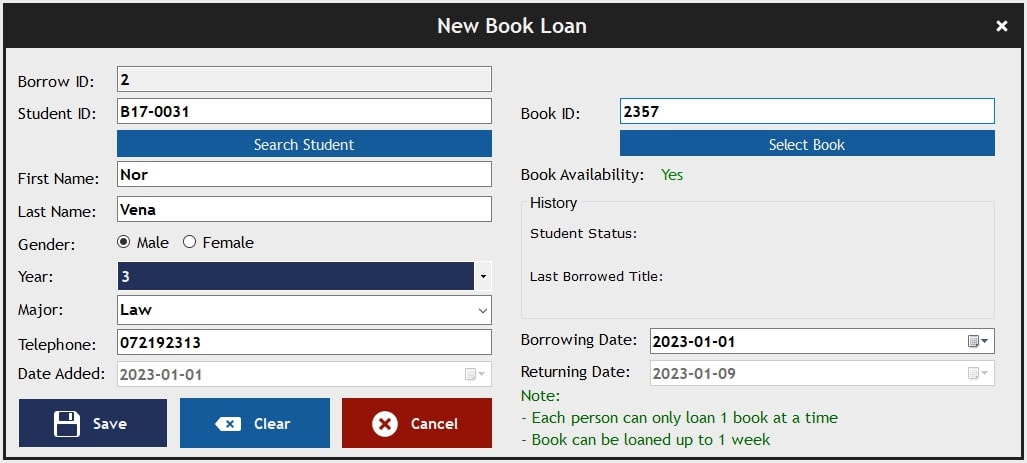 New Book Loan
Borrow ID: 2
Student ID: B17-0031
Search Student
First Name: Nor
Last Name: Vena
Gender: Male Female
Year: 3
Major: Law
Telephone: 072192313
Date Added: 2023-01-01
Save Clear Cancel
Book ID: 2357
Select Book
Book Availability: Yes
History
Student Status:
Last Borrowed Title:
Borrowing Date: 2023-01-01
Returning Date: 2023-01-09
Note:
- Each person can only loan 1 book at a time
- Book can be loaned up to 1 week